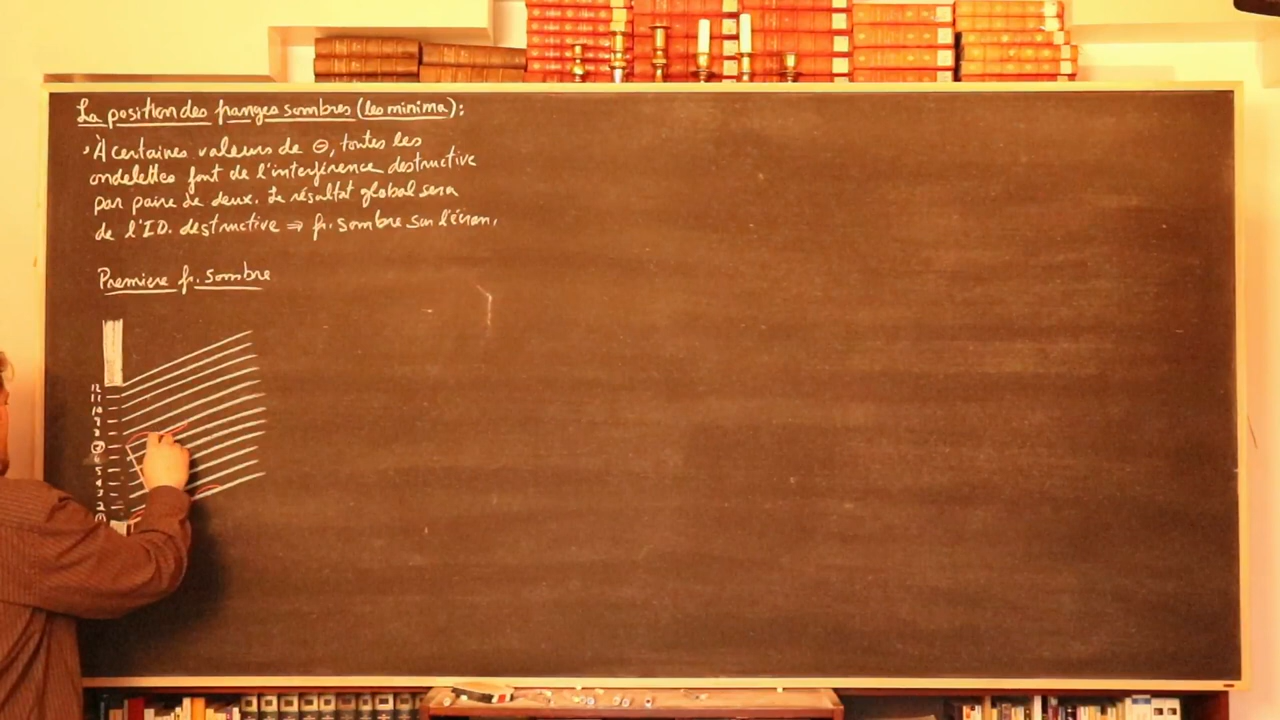 La position des franges sombres (les minima):
• À certaines valeurs de Θ, toutes les
ondelettes font de l'interférence destructive
par paire de deux. Le résultat global sera
de l'ID. destructive ⇒ fr. sombre sur l'écran.
Premiere fr. sombre
12
11
10
9
8
7
6
5
4
3
2
1